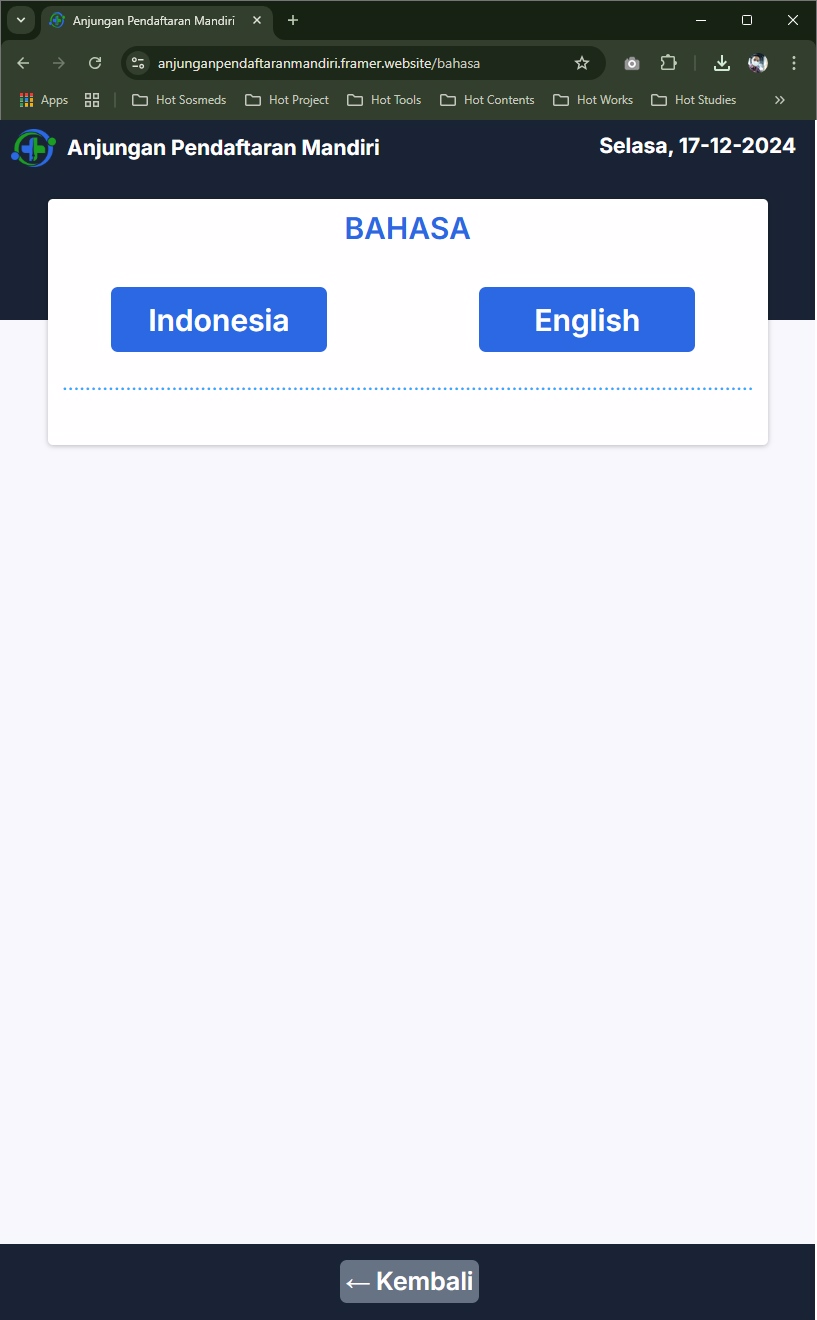 Anjungan Pendaftaran Mandiri
anjunganpendaftaranmandiri.framer.website/bahasa
Apps Hot Sosmeds Hot Project Hot Tools Hot Contents Hot Works Hot Studies
Anjungan Pendaftaran Mandiri Selasa, 17-12-2024
BAHASA
Indonesia English
← Kembali